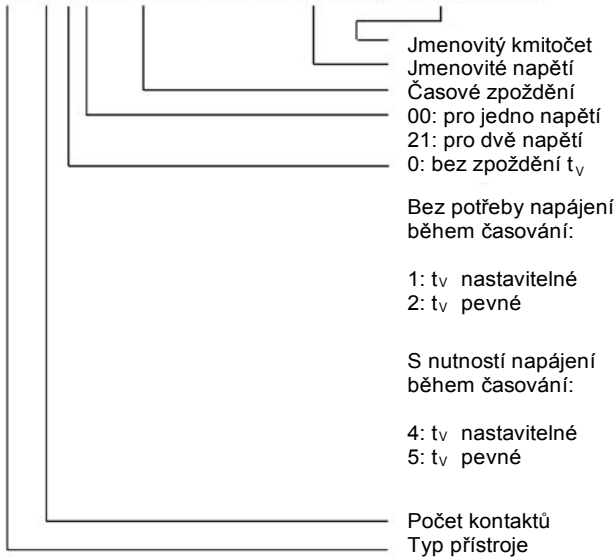 Jmenovitý kmitočet
Jmenovité napětí
Časové zpoždění
00: pro jedno napětí
21: pro dvě napětí
0: bez zpoždění tV
Bez potřeby napájení
během časování:
1: tV nastavitelné
2: tV pevné
S nutností napájení
během časování:
4: tV nastavitelné
5: tV pevné
Počet kontaktů
Typ přístroje